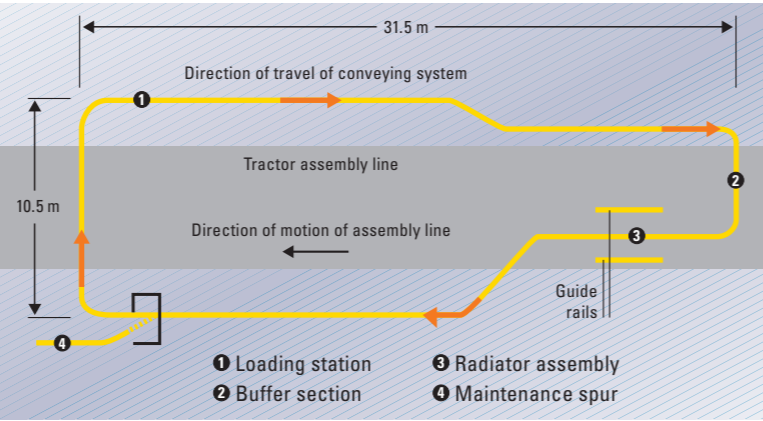 31.5 m
Direction of travel of conveying system
1
Tractor assembly line
2
10.5 m
Direction of motion of assembly line
3
Guide
rails
4
1 Loading station
3 Radiator assembly
2 Buffer section
4 Maintenance spur